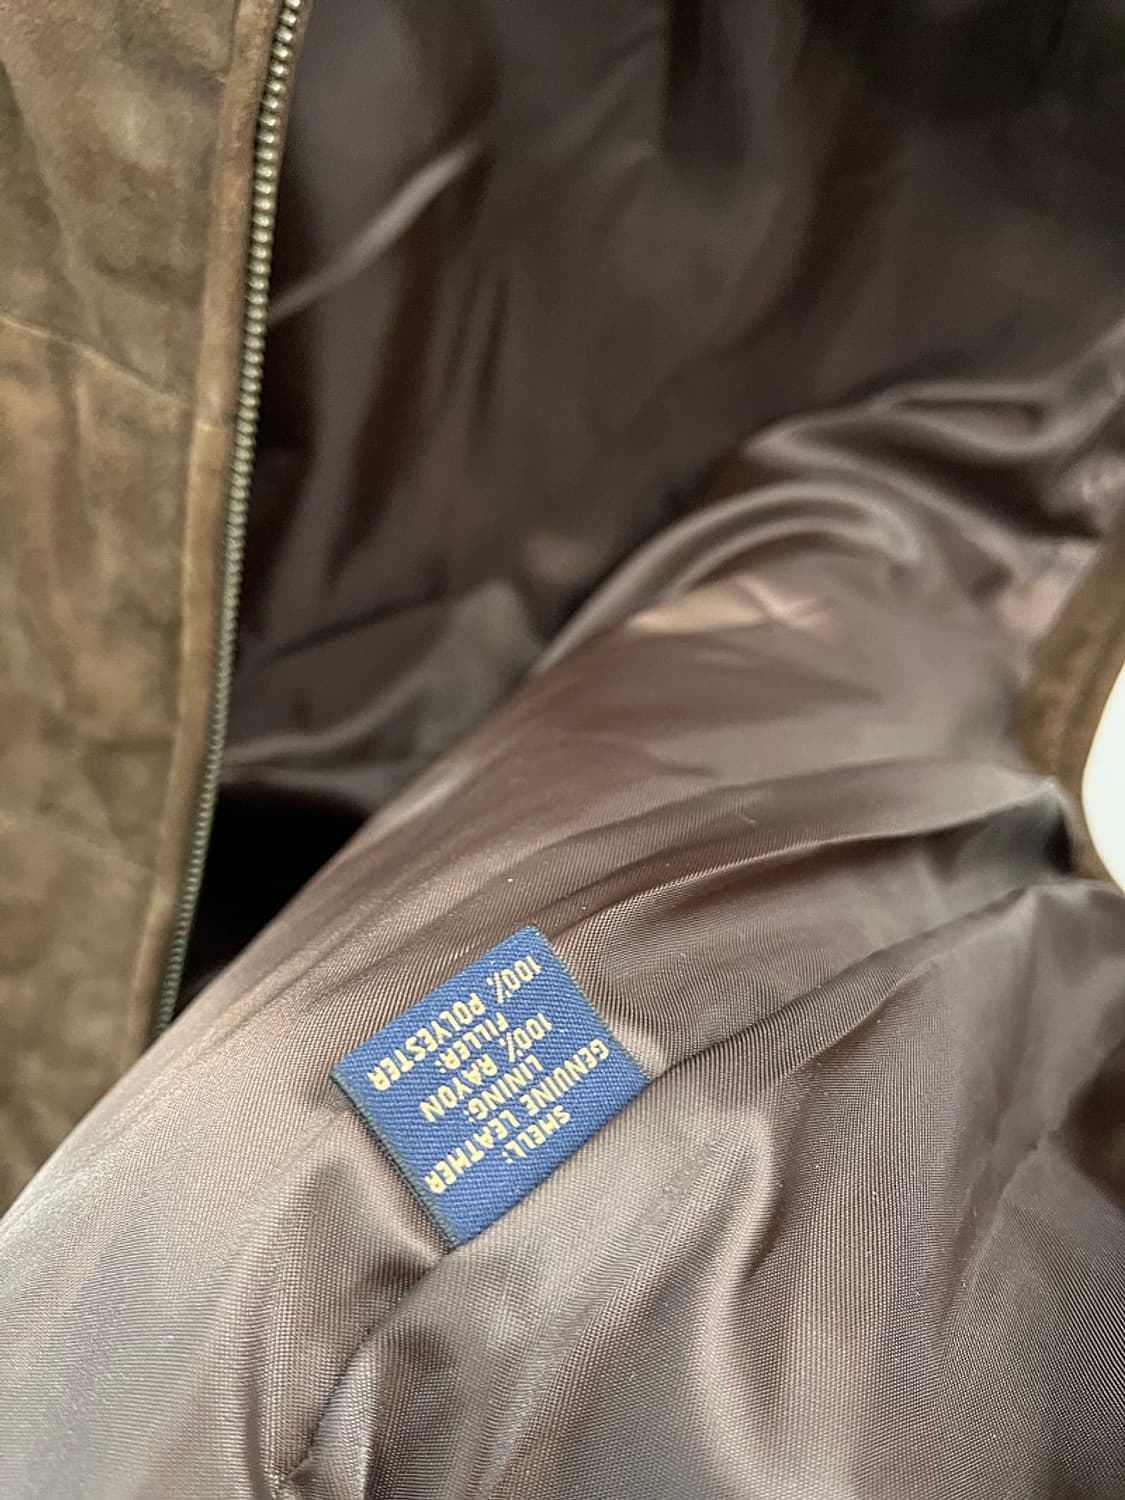 SHELL:
GENUINE LEATHER
LINING:
100% RAYON
FILLER:
100% POLYESTER